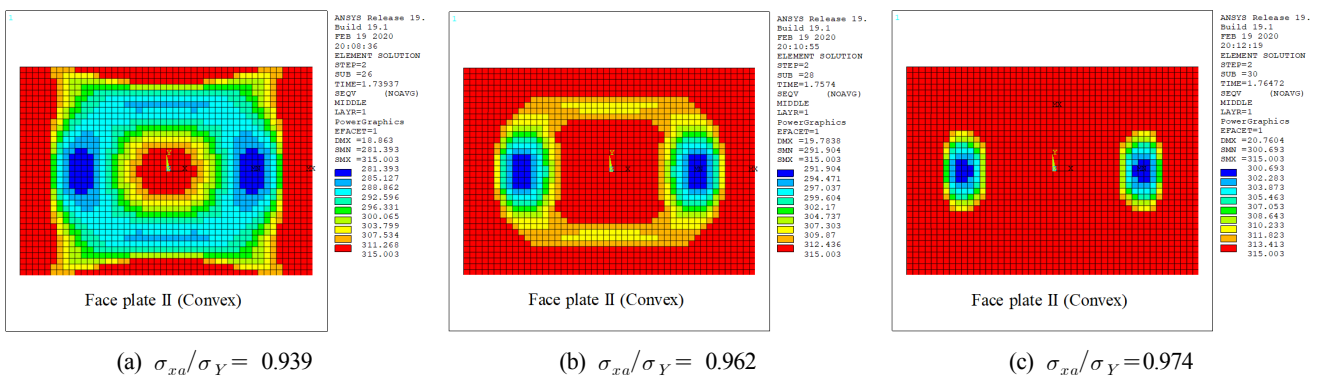 1
ANSYS Release 19.
Build 19.1
FEB 19 2020
20:08:36
ELEMENT SOLUTION
STEP=2
SUB =26
TIME=1.73937
SEQV (NOAVG)
MIDDLE
LAYR=1
PowerGraphics
EFACET=1
DMX =18.863
SMN =281.393
SMX =315.003
281.393
285.127
288.862
292.596
296.331
300.065
303.799
307.534
311.268
315.003
Y
X
MX
Face plate II (Convex)
(a) σxa/σY= 0.939
1
ANSYS Release 19.
Build 19.1
FEB 19 2020
20:10:55
ELEMENT SOLUTION
STEP=2
SUB =28
TIME=1.7574
SEQV (NOAVG)
MIDDLE
LAYR=1
PowerGraphics
EFACET=1
DMX =19.7838
SMN =291.904
SMX =315.003
291.904
294.471
297.037
299.604
302.17
304.737
307.303
309.87
312.436
315.003
Y
X
MX
Face plate II (Convex)
(b) σxa/σY= 0.962
1
ANSYS Release 19.
Build 19.1
FEB 19 2020
20:12:19
ELEMENT SOLUTION
STEP=2
SUB =30
TIME=1.76472
SEQV (NOAVG)
MIDDLE
LAYR=1
PowerGraphics
EFACET=1
DMX =20.7604
SMN =300.693
SMX =315.003
300.693
302.283
303.873
305.463
307.053
308.643
310.233
311.823
313.413
315.003
MX
Y
X
Face plate II (Convex)
(c) σxa/σY=0.974